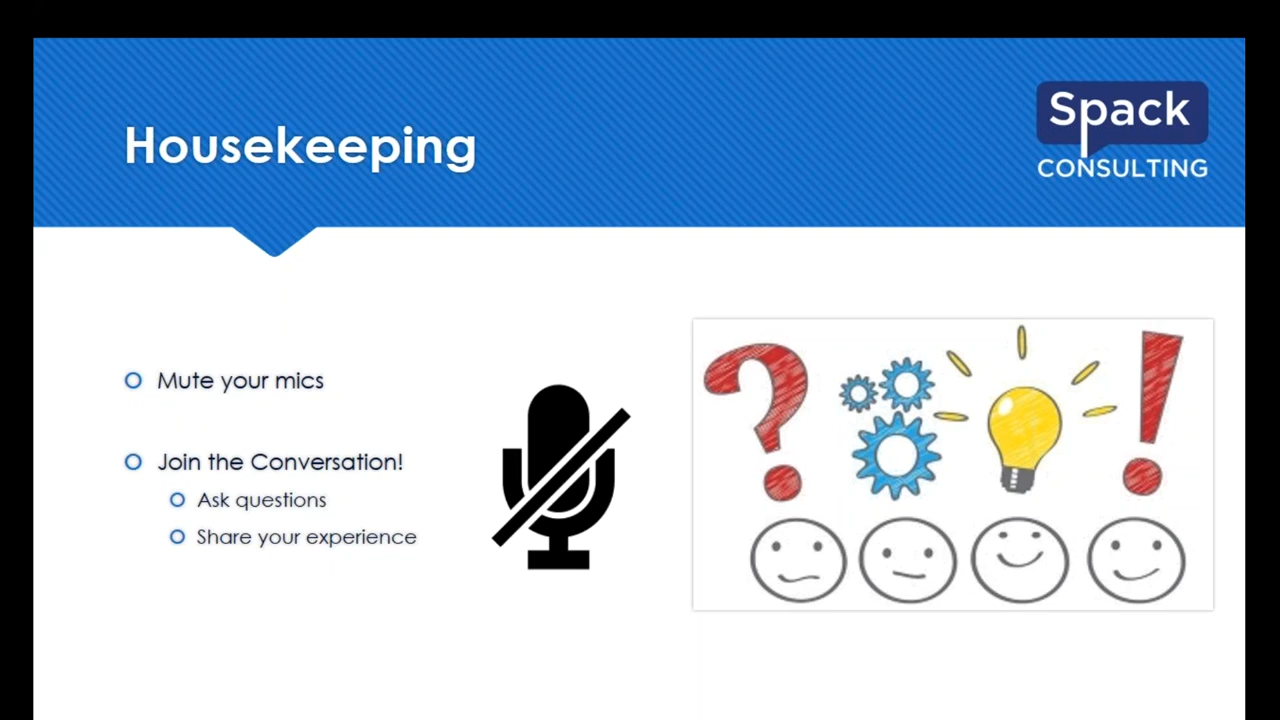 Housekeeping
Spack
CONSULTING
Mute your mics
Join the Conversation!
Ask questions
Share your experience